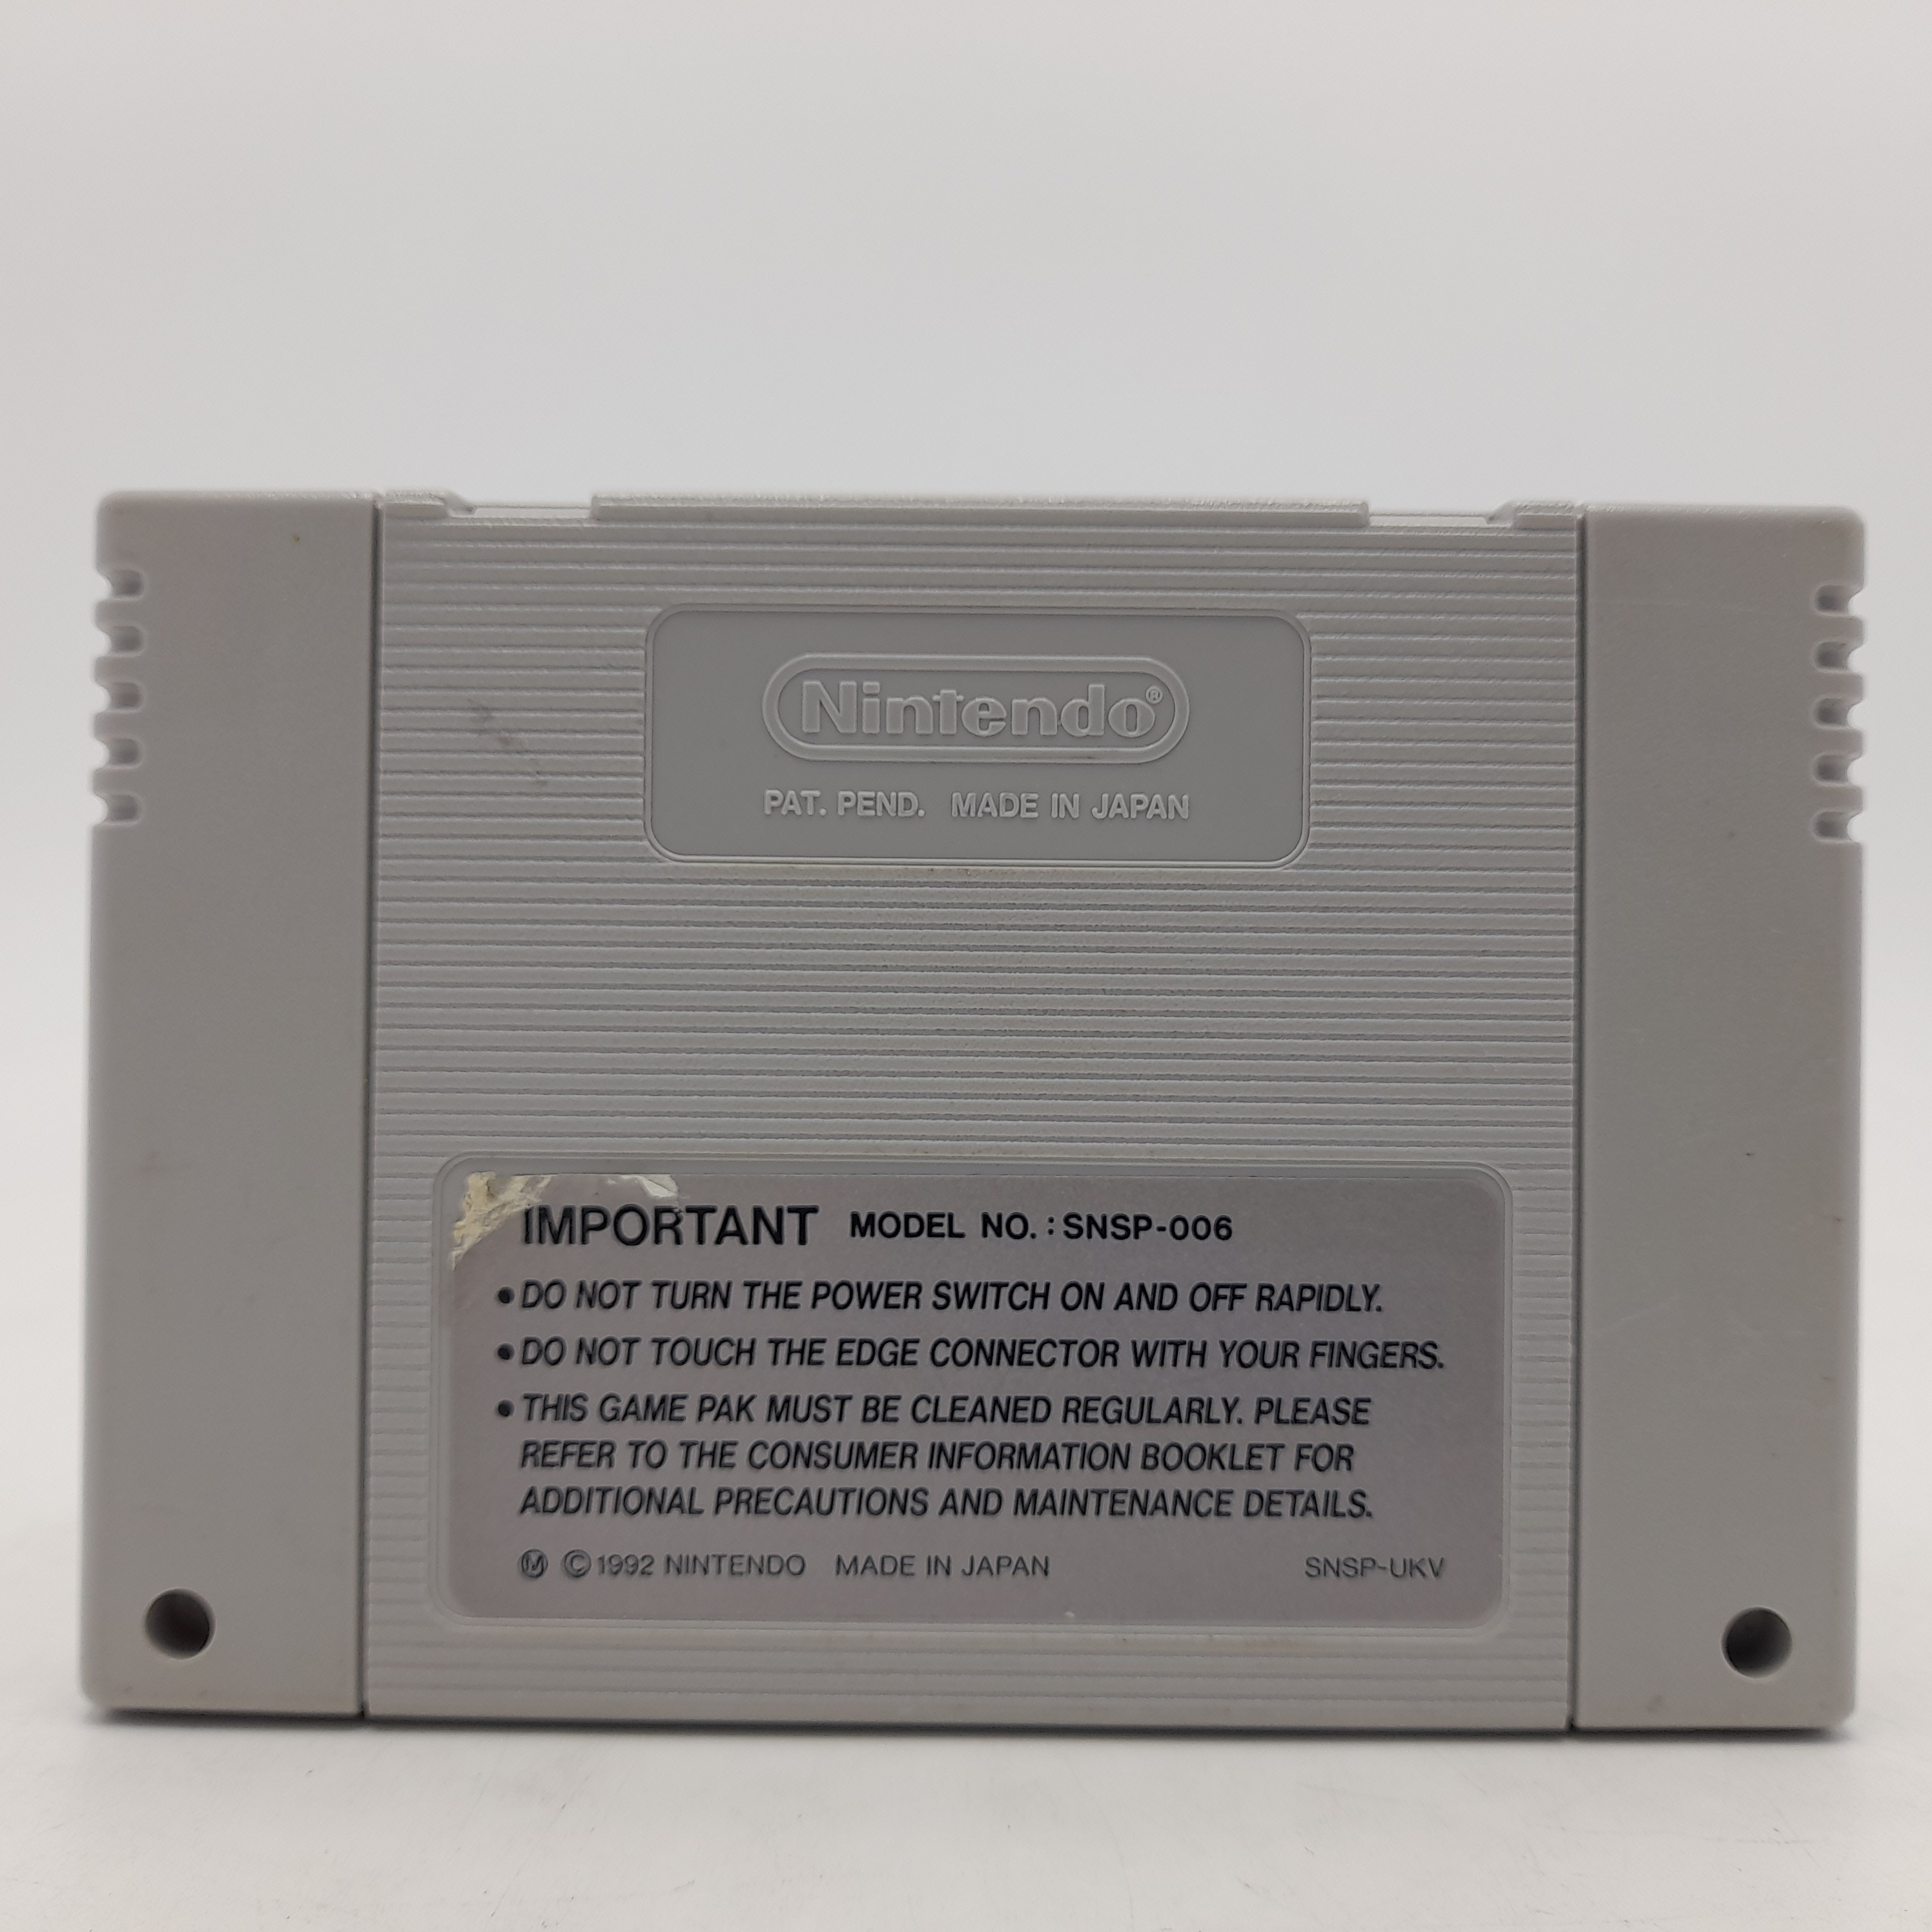 Nintendo®
PAT. PEND. MADE IN JAPAN
IMPORTANT MODEL NO.: SNSP-006
•DO NOT TURN THE POWER SWITCH ON AND OFF RAPIDLY.
•DO NOT TOUCH THE EDGE CONNECTOR WITH YOUR FINGERS.
•THIS GAME PAK MUST BE CLEANED REGULARLY. PLEASE
REFER TO THE CONSUMER INFORMATION BOOKLET FOR
ADDITIONAL PRECAUTIONS AND MAINTENANCE DETAILS.
Ⓜ ©1992 NINTENDO MADE IN JAPAN SNSP-UKV